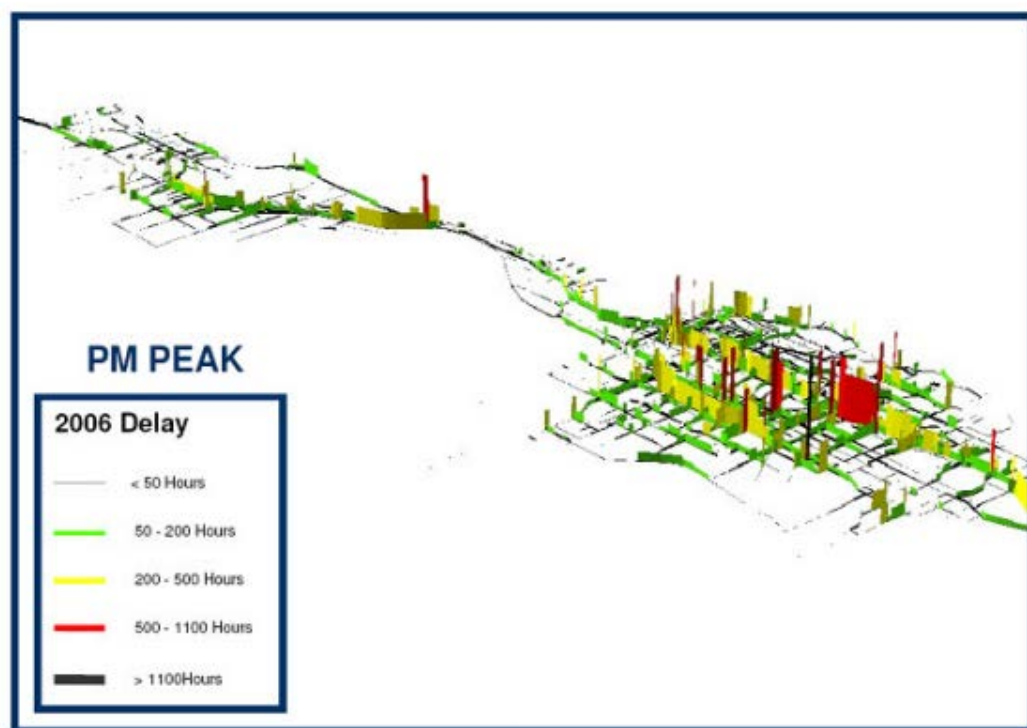 PM PEAK
2006 Delay
< 50 Hours
50 - 200 Hours
200 - 500 Hours
500 - 1100 Hours
> 1100Hours